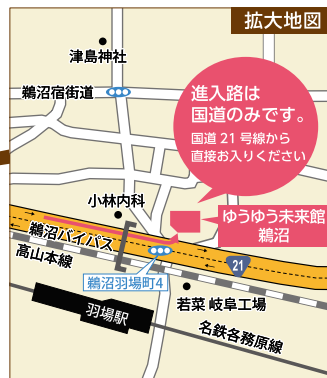 拡大地図
津島神社
鵜沼宿街道
進入路は
国道のみです。
国道21号線から
直接お入りください
小林内科
ゆうゆう未来館
鵜沼
鵜沼バイパス
高山本線
鵜沼羽場町4
21
羽場駅
若菜 岐阜工場
名鉄各務原線